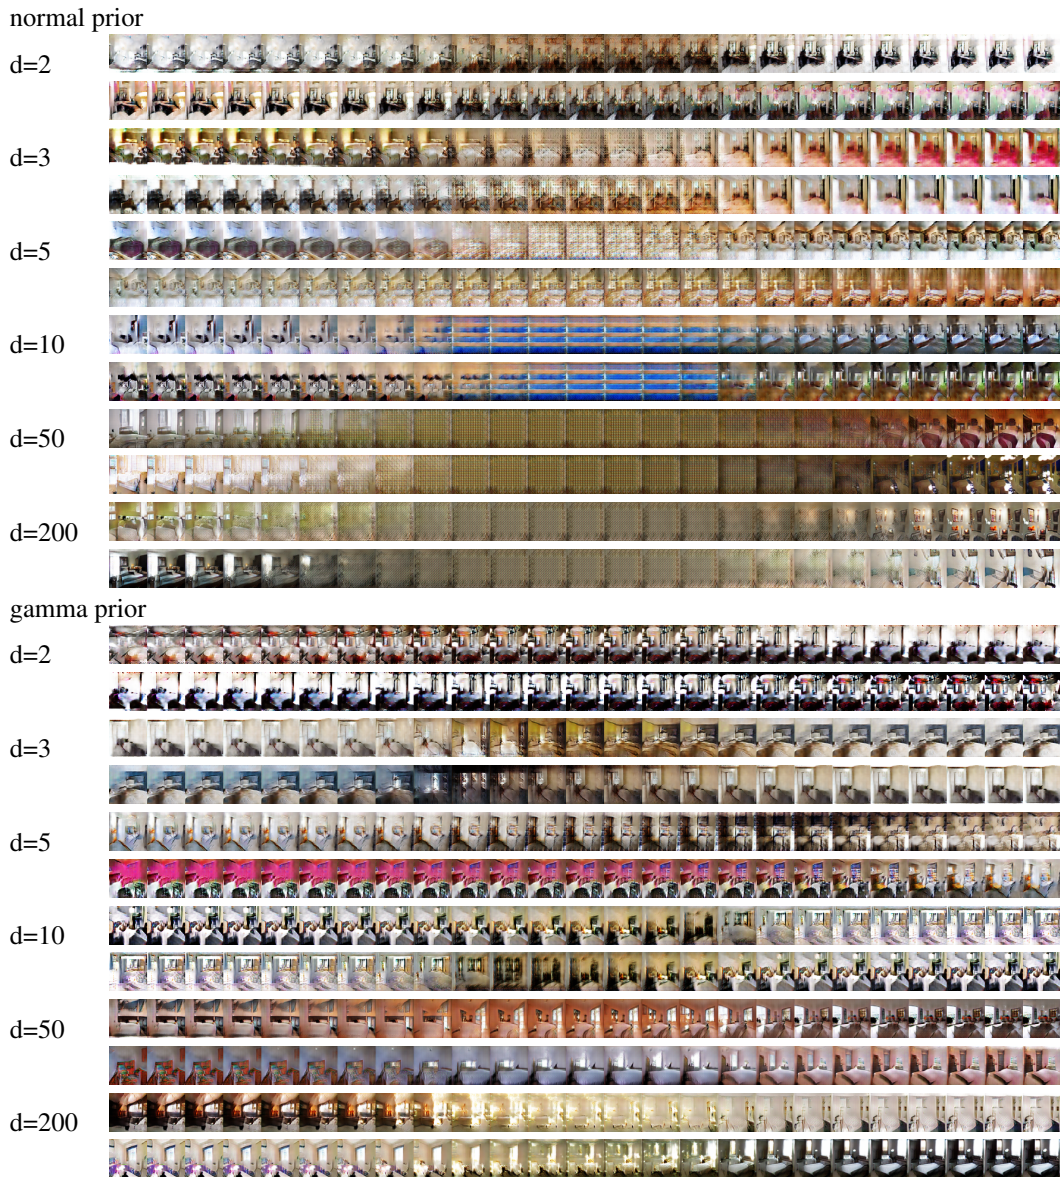 normal prior
d=2
d=3
d=5
d=10
d=50
d=200
gamma prior
d=2
d=3
d=5
d=10
d=50
d=200